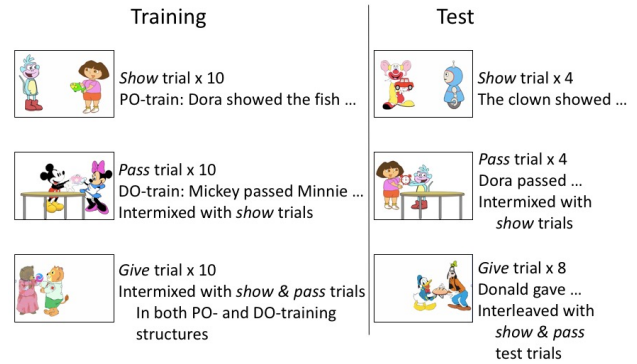 Training
Show trial x 10
PO-train: Dora showed the fish ...
Pass trial x 10
DO-train: Mickey passed Minnie ...
Intermixed with show trials
Give trial x 10
Intermixed with show & pass trials
In both PO- and DO-training
structures
Test
Show trial x 4
The clown showed ...
Pass trial x 4
Dora passed ...
Intermixed with
show trials
Give trial x 8
Donald gave ...
Interleaved with
show & pass
test trials